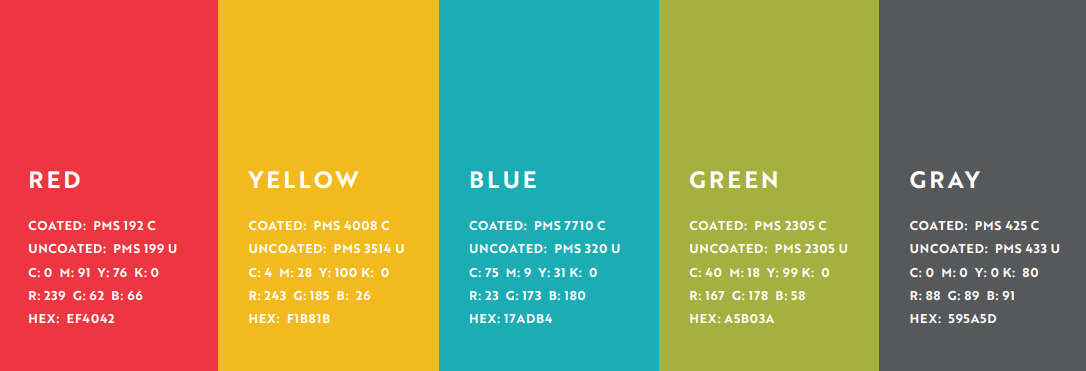 RED
COATED: PMS 192 C
UNCOATED: PMS 199 U
C: 0 M: 91 Y: 76 K: 0
R: 239 G: 62 B: 66
HEX: EF4042
YELLOW
COATED: PMS 4008 C
UNCOATED: PMS 3514 U
C: 4 M: 28 Y: 100 K: 0
R: 243 G: 185 B: 26
HEX: F1B81B
BLUE
COATED: PMS 7710 C
UNCOATED: PMS 320 U
C: 75 M: 9 Y: 31 K: 0
R: 23 G: 173 B: 180
HEX: 17ADB4
GREEN
COATED: PMS 2305 C
UNCOATED: PMS 2305 U
C: 40 M: 18 Y: 99 K: 0
R: 167 G: 178 B: 58
HEX: A5B03A
GRAY
COATED: PMS 425 C
UNCOATED: PMS 433 U
C: 0 M: 0 Y: 0 K: 80
R: 88 G: 89 B: 91
HEX: 595A5D